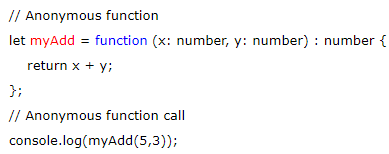 // Anonymous function
let myAdd = function (x: number, y: number) : number {
return x + y;
};
// Anonymous function call
console.log(myAdd(5,3));